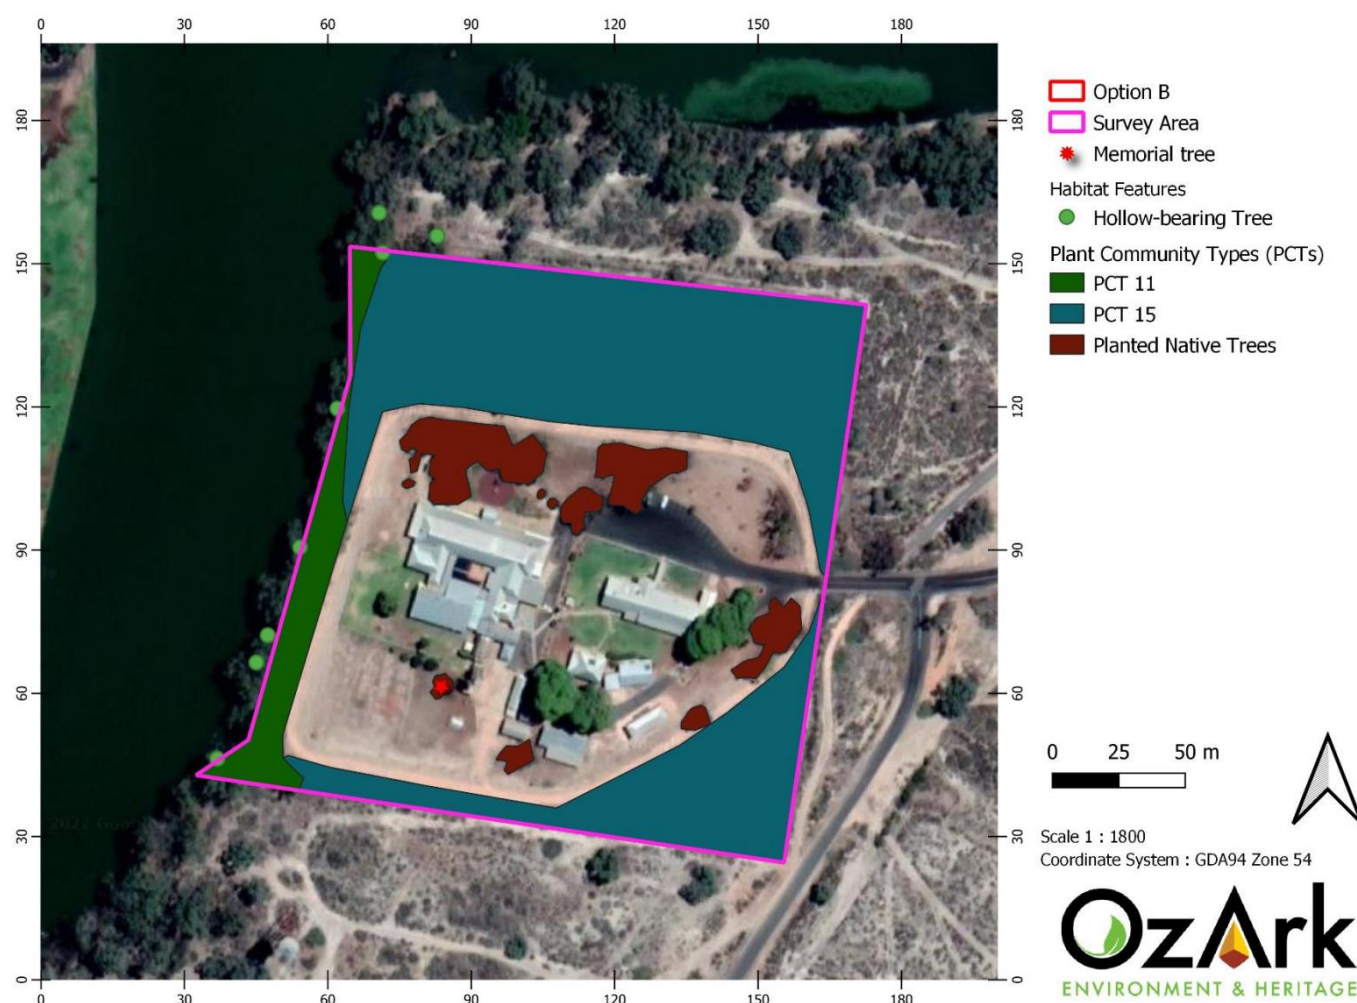 0 30 60 90 120 150 180
180 180
150 150
120 120
90 90
60 60
30 30
0 0
0 30 60 90 120 150 180
Option B
Survey Area
Memorial tree
Habitat Features
Hollow-bearing Tree
Plant Community Types (PCTs)
PCT 11
PCT 15
Planted Native Trees
0 25 50 m
Scale 1 : 1800
Coordinate System : GDA94 Zone 54
OzArk
ENVIRONMENT & HERITAGE